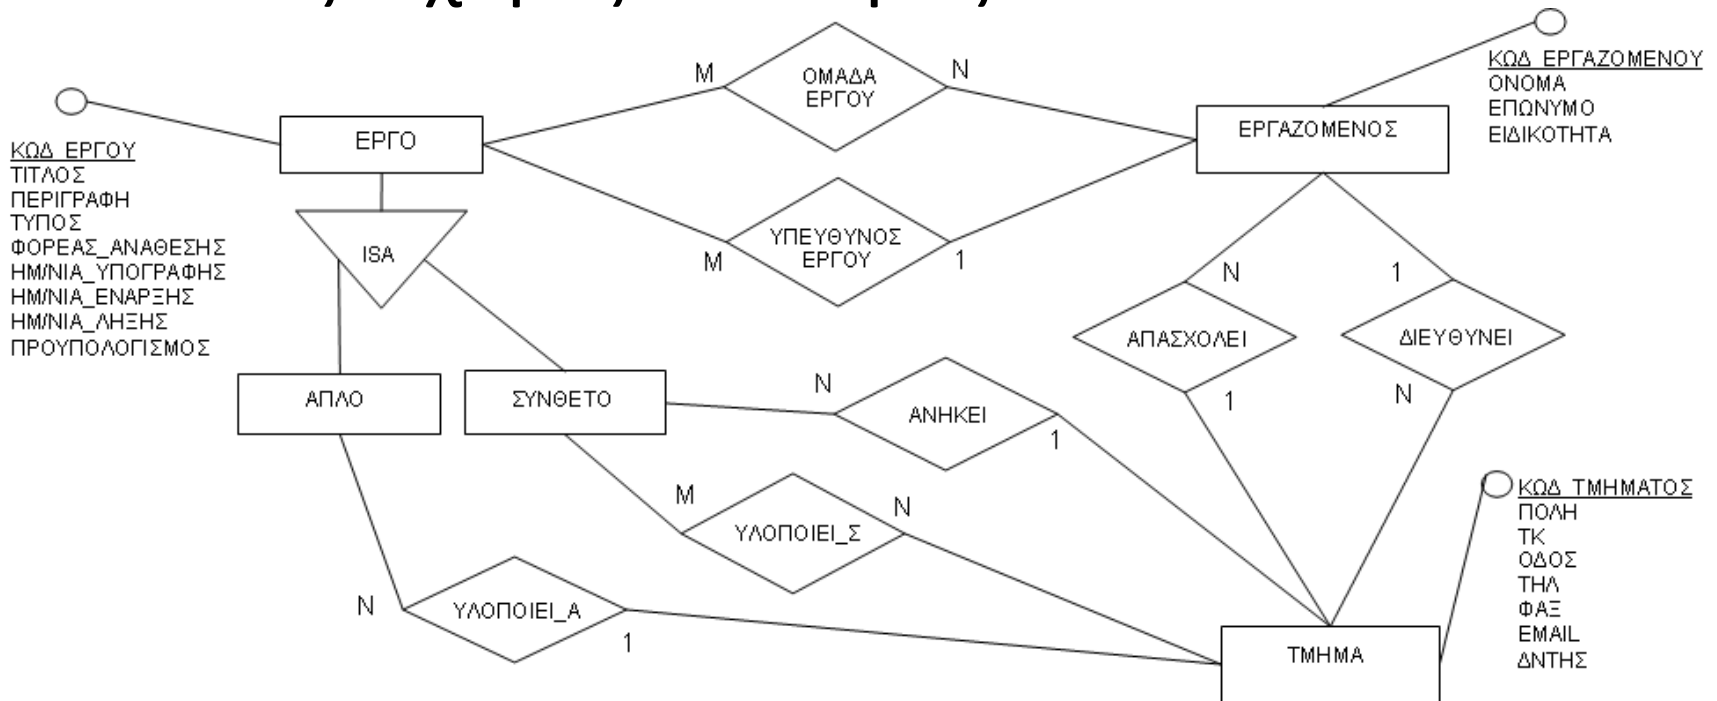 M
ΟΜΑΔΑ
ΕΡΓΟΥ
N
ΚΩΔ_ΕΡΓΑΖΟΜΕΝΟΥ
ΟΝΟΜΑ
ΕΠΩΝΥΜΟ
ΕΙΔΙΚΟΤΗΤΑ
ΕΡΓΟ
ΕΡΓΑΖΟΜΕΝΟΣ
ΚΩΔ_ΕΡΓΟΥ
ΤΙΤΛΟΣ
ΠΕΡΙΓΡΑΦΗ
ΤΥΠΟΣ
ΦΟΡΕΑΣ_ΑΝΑΘΕΣΗΣ
ΗΜ/ΝΙΑ_ΥΠΟΓΡΑΦΗΣ
ΗΜ/ΝΙΑ_ΕΝΑΡΞΗΣ
ΗΜ/ΝΙΑ_ΛΗΞΗΣ
ΠΡΟΥΠΟΛΟΓΙΣΜΟΣ
ISA
M
ΥΠΕΥΘΥΝΟΣ
ΕΡΓΟΥ
1
N
1
ΑΠΑΣΧΟΛΕΙ
ΔΙΕΥΘΥΝΕΙ
1
N
ΑΠΛΟ
ΣΥΝΘΕΤΟ
N
ΑΝΗΚΕΙ
1
M
ΥΛΟΠΟΙΕΙ_Σ
N
N
ΥΛΟΠΟΙΕΙ_Α
1
ΤΜΗΜΑ
ΚΩΔ_ΤΜΗΜΑΤΟΣ
ΠΟΛΗ
ΤΚ
ΟΔΟΣ
ΤΗΛ
ΦΑΞ
EMAIL
ΔΝΤΗΣ